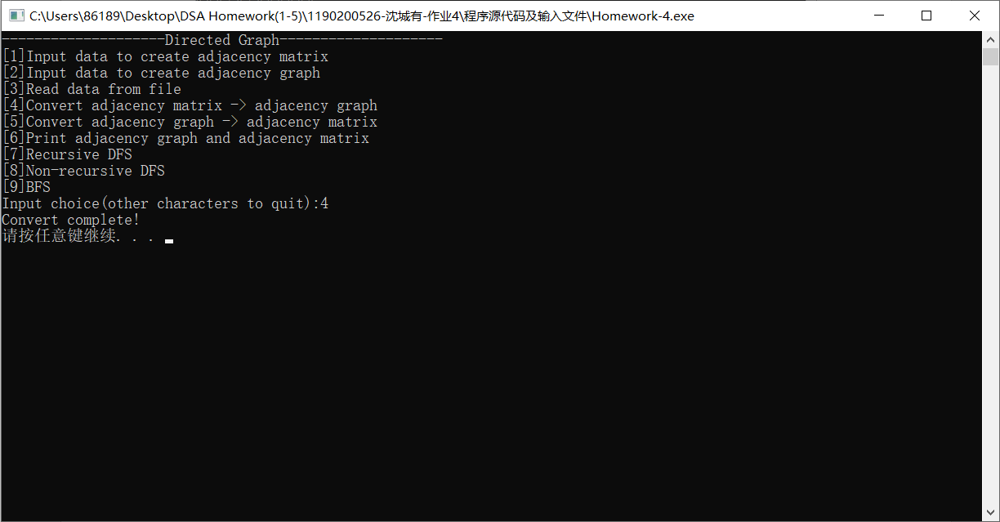 C:\Users\86189\Desktop\DSA Homework(1-5)\1190200526-沈城有-作业4\程序源代码及输入文件\Homework-4.exe
--------------------Directed Graph--------------------
[1]Input data to create adjacency matrix
[2]Input data to create adjacency graph
[3]Read data from file
[4]Convert adjacency matrix -> adjacency graph
[5]Convert adjacency graph -> adjacency matrix
[6]Print adjacency graph and adjacency matrix
[7]Recursive DFS
[8]Non-recursive DFS
[9]BFS
Input choice(other characters to quit):4
Convert complete!
请按任意键继续. . .